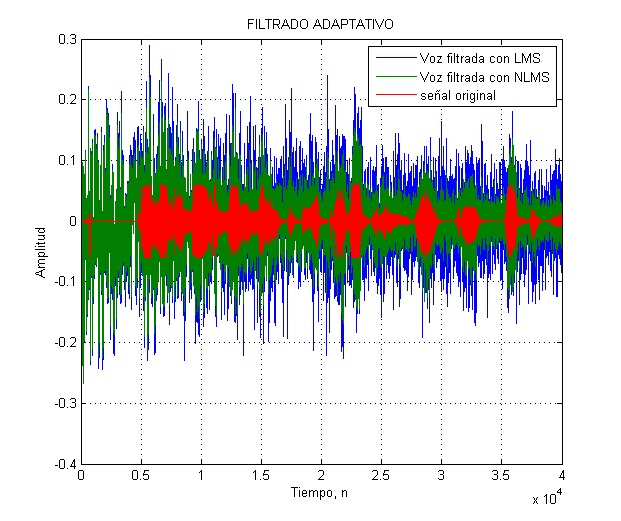 FILTRADO ADAPTATIVO
Voz filtrada con LMS
Voz filtrada con NLMS
señal original
Amplitud
0.3
0.2
0.1
0
-0.1
-0.2
-0.3
-0.4
0 0.5 1 1.5 2 2.5 3 3.5 4
Tiempo, n
x 10^4